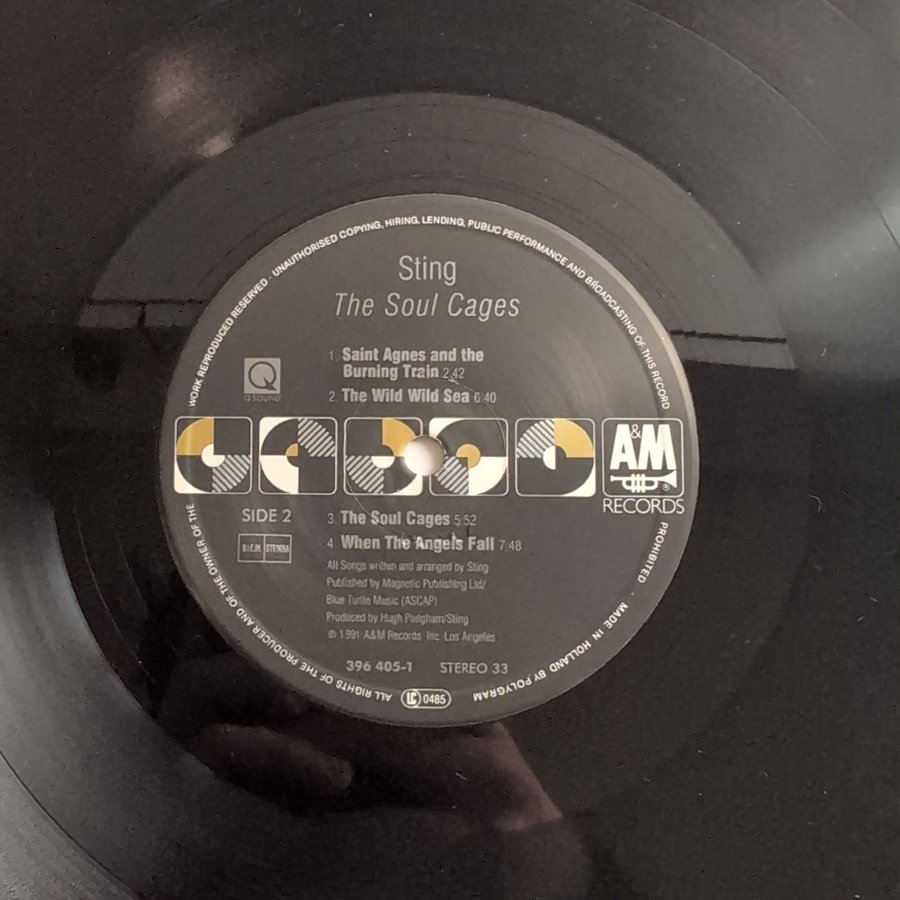 UNAUTHORISED COPYING, HIRING, LENDING, PUBLIC PERFORMANCE AND BROADCASTING OF THIS RECORD PROHIBITED · MADE IN HOLLAND BY POLYGRAM
ALL RIGHTS OF THE PRODUCER AND OF THE OWNER OF THE WORK REPRODUCED RESERVED ·
Sting
The Soul Cages
1. Saint Agnes and the
Burning Train 2:42
2. The Wild Wild Sea 6:40
Q
Q SOUND
A&M
®
RECORDS
SIDE 2
3. The Soul Cages 5:52
4. When The Angels Fall 7:48
B.I.E.M. STEMRA
All Songs written and arranged by Sting
Published by Magnetic Publishing Ltd/
Blue Turtle Music (ASCAP)
Produced by Hugh Padgham/Sting
℗ 1991 A&M Records Inc. Los Angeles
396 405-1 STEREO 33
LC 0485